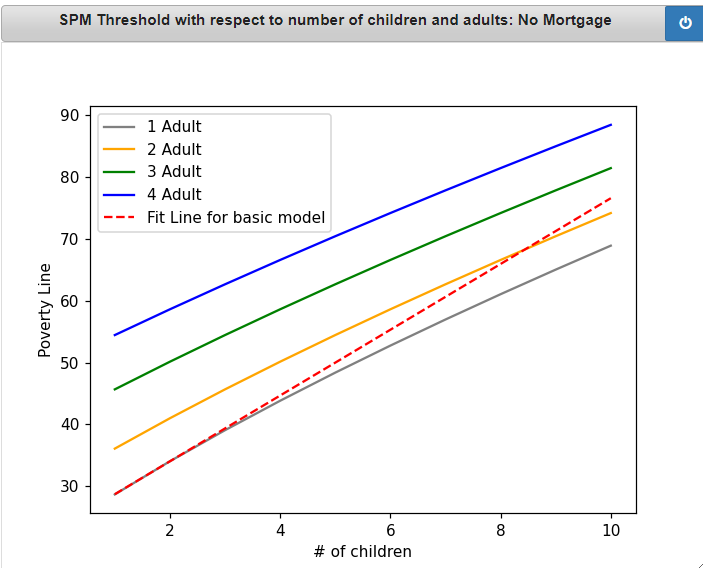 SPM Threshold with respect to number of children and adults: No Mortgage
90
80
70
60
50
40
30
Poverty Line
1 Adult
2 Adult
3 Adult
4 Adult
Fit Line for basic model
2 4 6 8 10
# of children